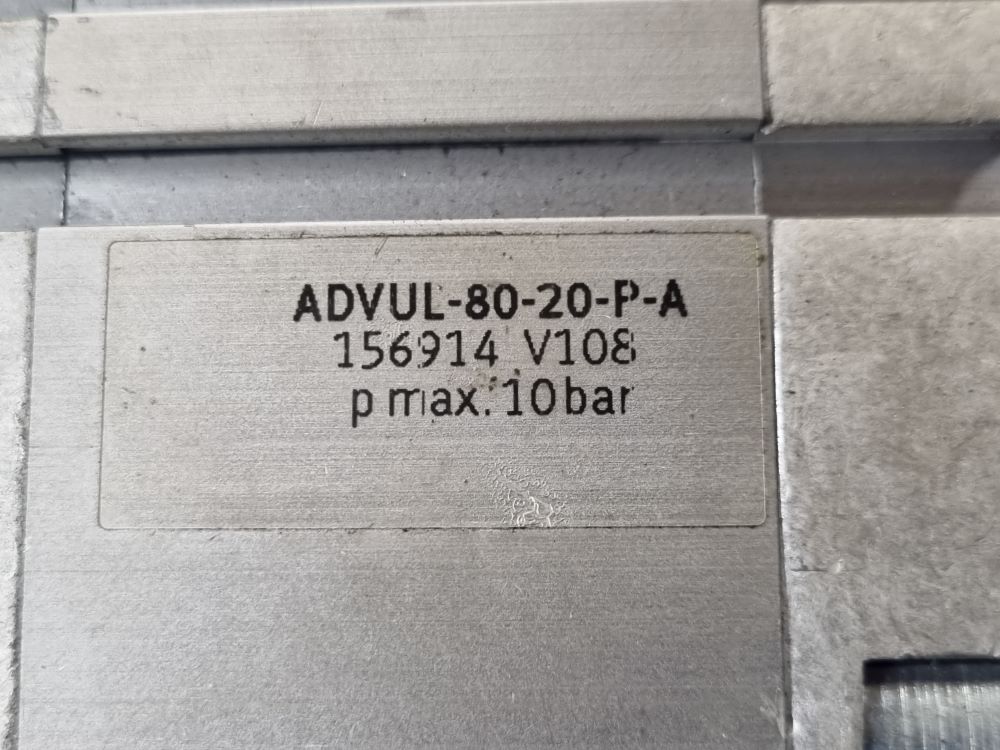 ADVUL-80-20-P-A
156914 V108
p max. 10bar